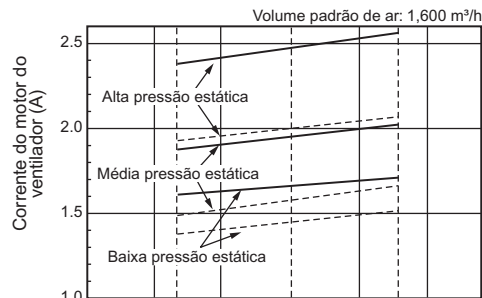 Volume padrão de ar: 1,600 m³/h
Corrente do motor do
ventilador (A)
2.5
Alta pressão estática
2.0
Média pressão estática
1.5
Baixa pressão estática
1.0